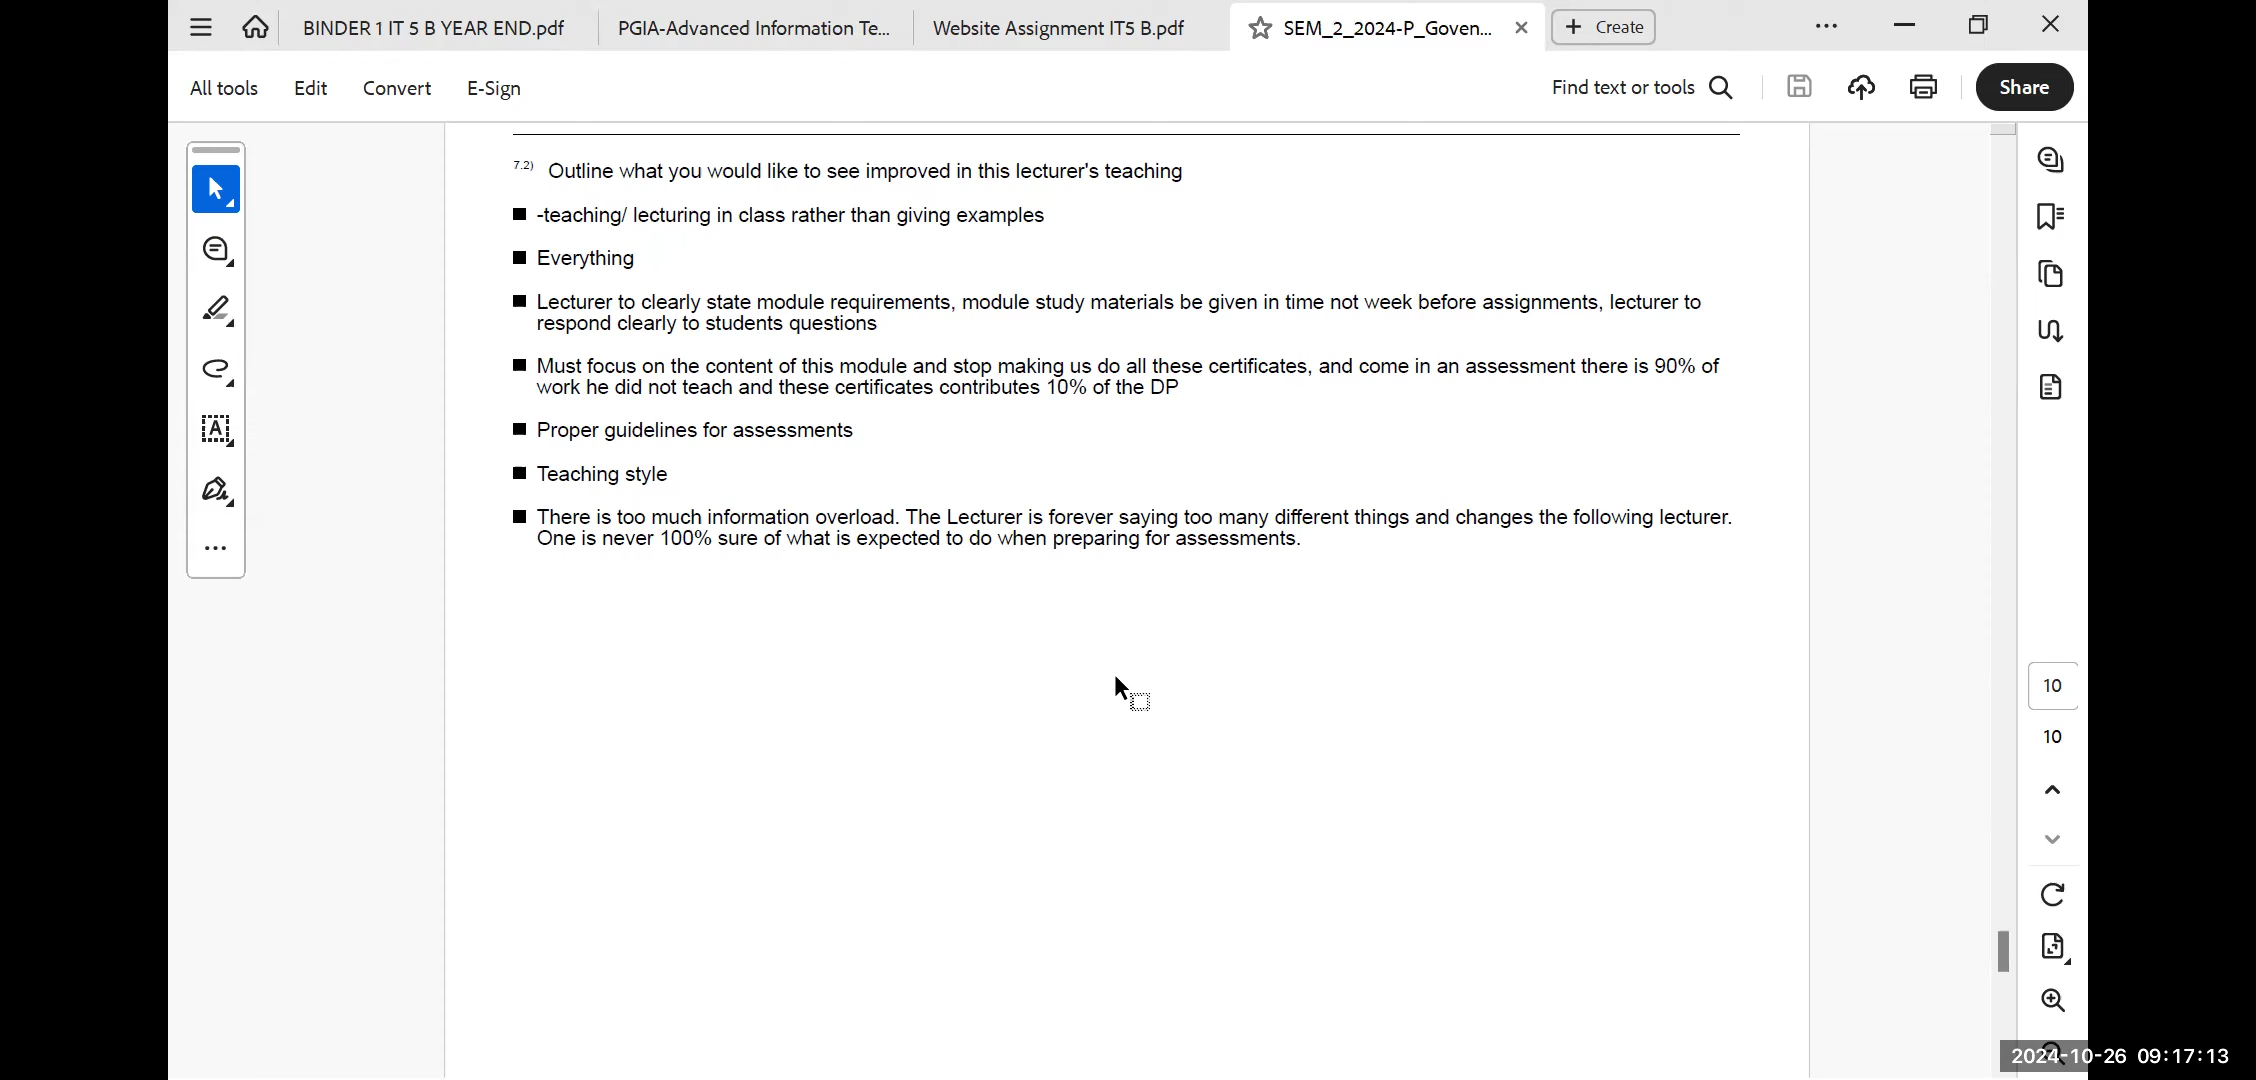 BINDER 1 IT 5 B YEAR END.pdf
PGIA-Advanced Information Te...
Website Assignment IT5 B.pdf
SEM_2_2024-P_Goven...
Create
All tools
Edit
Convert
E-Sign
Find text or tools
Share
7.2) Outline what you would like to see improved in this lecturer's teaching
-teaching/ lecturing in class rather than giving examples
Everything
Lecturer to clearly state module requirements, module study materials be given in time not week before assignments, lecturer to
respond clearly to students questions
Must focus on the content of this module and stop making us do all these certificates, and come in an assessment there is 90% of
work he did not teach and these certificates contributes 10% of the DP
Proper guidelines for assessments
Teaching style
There is too much information overload. The Lecturer is forever saying too many different things and changes the following lecturer.
One is never 100% sure of what is expected to do when preparing for assessments.
10
10
2024-10-26 09:17:13